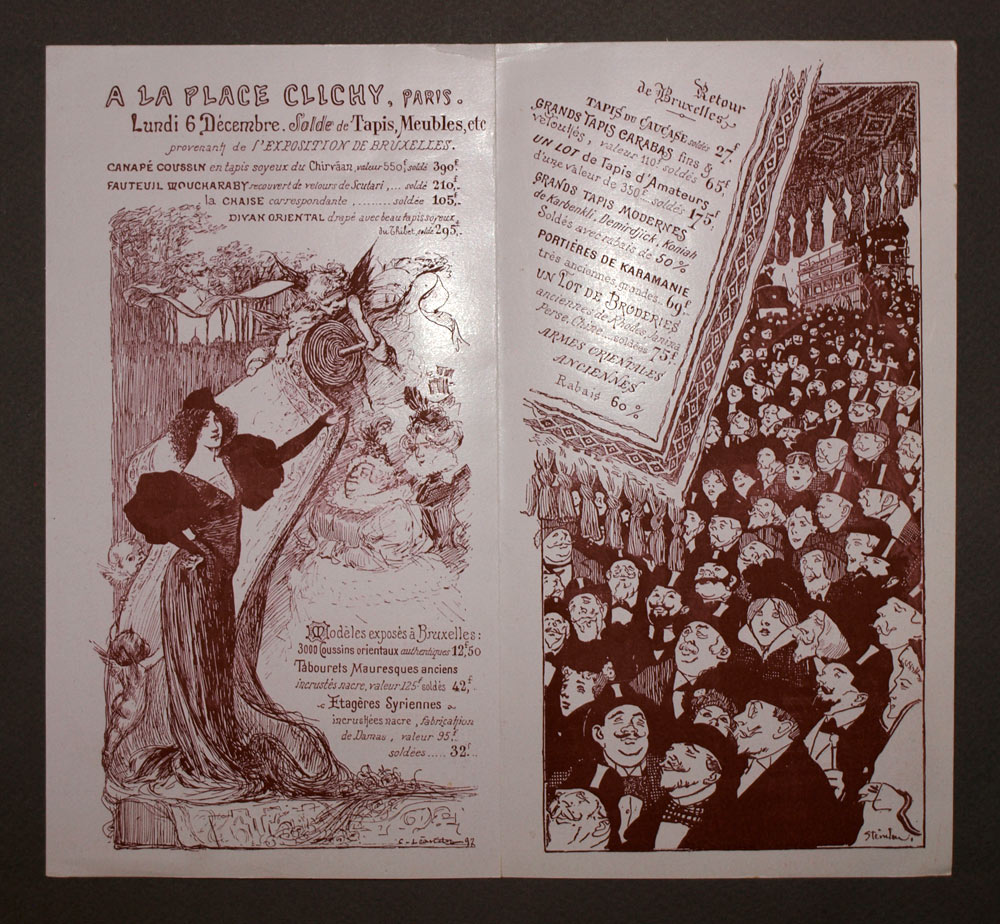 A LA PLACE CLICHY, PARIS.
Lundi 6 Décembre. Solde de Tapis, Meubles, etc
provenant de l'EXPOSITION DE BRUXELLES.
CANAPÉ COUSSIN en tapis soyeux du Chirvâan, valeur 550f, soldé 390f.
FAUTEUIL MOUCHARABY recouvert de velours de Scutari, ... soldé 210f.
la CHAISE correspondante, .......... soldée 105f.
DIVAN ORIENTAL drapé avec beau tapis soyeux
du Thibet, soldé 295f.
Modèles exposés à Bruxelles:
3000 Coussins orientaux authentiques 12f,50
Tabourets Mauresques anciens
incrustés nacre, valeur 125f soldés 42f.
Etagères Syriennes
incrustées nacre, fabrication
de Damas, valeur 95f.
soldées ..... 32f..
C. Léandre 97
Retour
de Bruxelles
TAPIS DU CAUCASE soldés 27f
GRANDS TAPIS CARABAS fins &
veloutés, valeur 110f soldés 65f
UN LOT de Tapis d'Amateurs
d'une valeur de 350f soldés 175f
GRANDS TAPIS MODERNES
de Karbenkli, Demirdjick, Koniah
Soldés avec rabais de 50%
PORTIÈRES DE KARAMANIE
très anciennes, grandes.. 69f
UN LOT DE BRODERIES
anciennes de Rhodes, Janina
Perse, Chine.... soldées 75f
ARMES ORIENTALES
ANCIENNES
Rabais 60%
Steinlen.